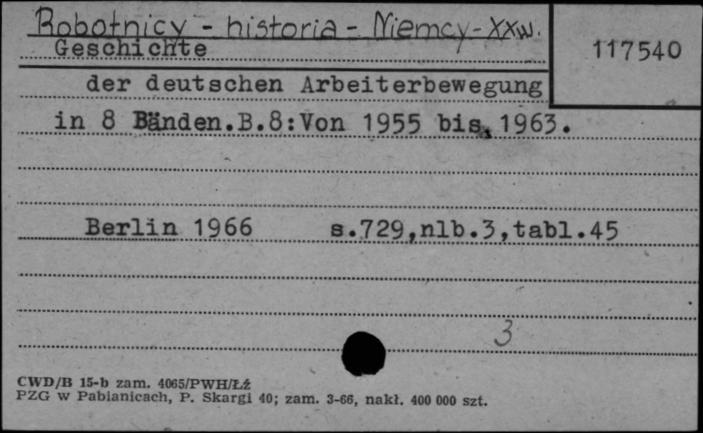 Robotnicy - historia - Niemcy - XXw.
117540
Geschichte
der deutschen Arbeiterbewegung
in 8 Bänden.B.8:Von 1955 bis 1963.
Berlin 1966 s.729,nlb.3,tabl.45
3
CWD/B 15-b zam. 4065/PWH/Łź
PZG w Pabianicach, P. Skargi 40; zam. 3-66, nakł. 400 000 szt.